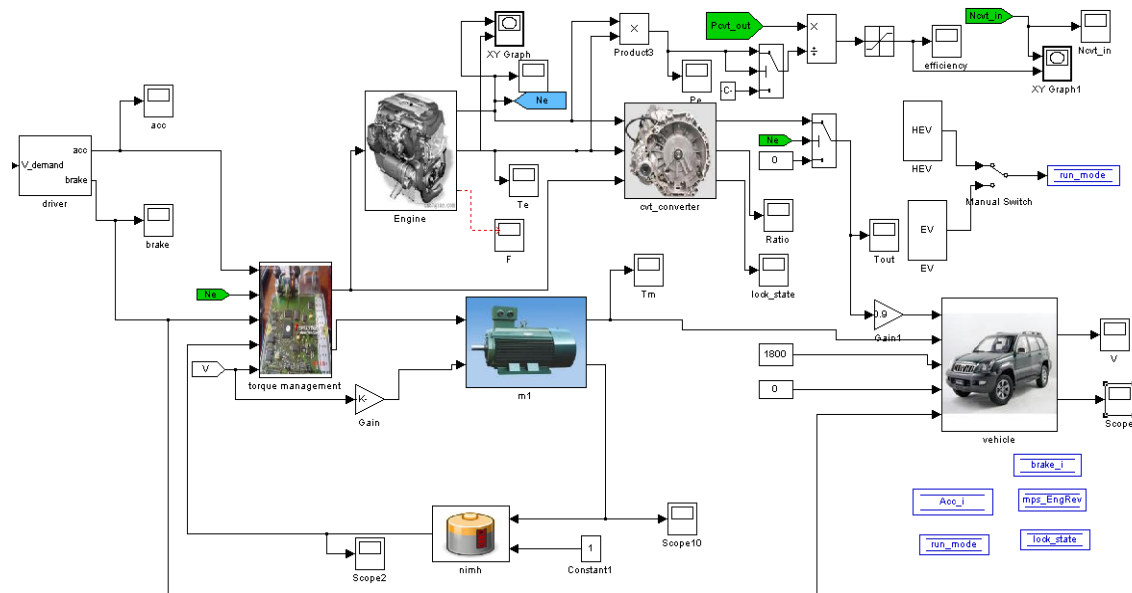 Pcvt_out
Ncvt_in
XY Graph
Product3
efficiency
Ncvt_in
XY Graph1
acc
Ne
Pe
-C-
V_demand
acc
brake
driver
Engine
Te
cvt_converter
Ne
0
HEV
HEV
Manual Switch
run_mode
brake
F
Ratio
Tout
EV
EV
Ne
Tm
lock_state
0.9
Gain1
V
torque management
K-
Gain
m1
1800
0
vehicle
V
Scope
brake_i
Acc_i
mps_EngRev
run_mode
lock_state
Scope2
nimh
1
Constant1
Scope10